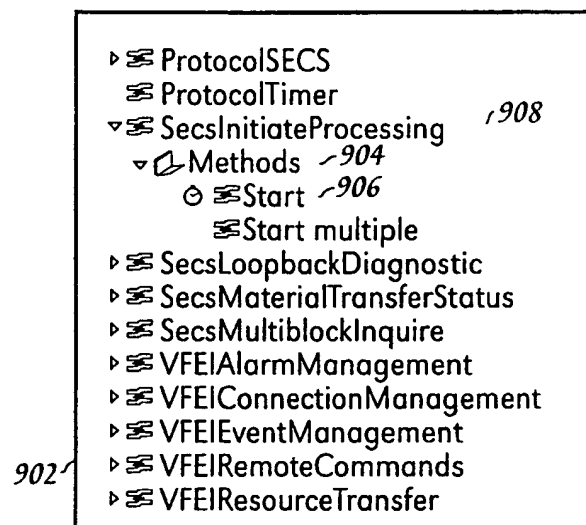 ProtocolSECS
ProtocolTimer
SecsInitiateProcessing 908
Methods 904
Start 906
Start multiple
SecsLoopbackDiagnostic
SecsMaterialTransferStatus
SecsMultiblockInquire
VFEIAlarmManagement
VFEIConnectionManagement
VFEIEventManagement
902 VFEIRemoteCommands
VFEIResourceTransfer